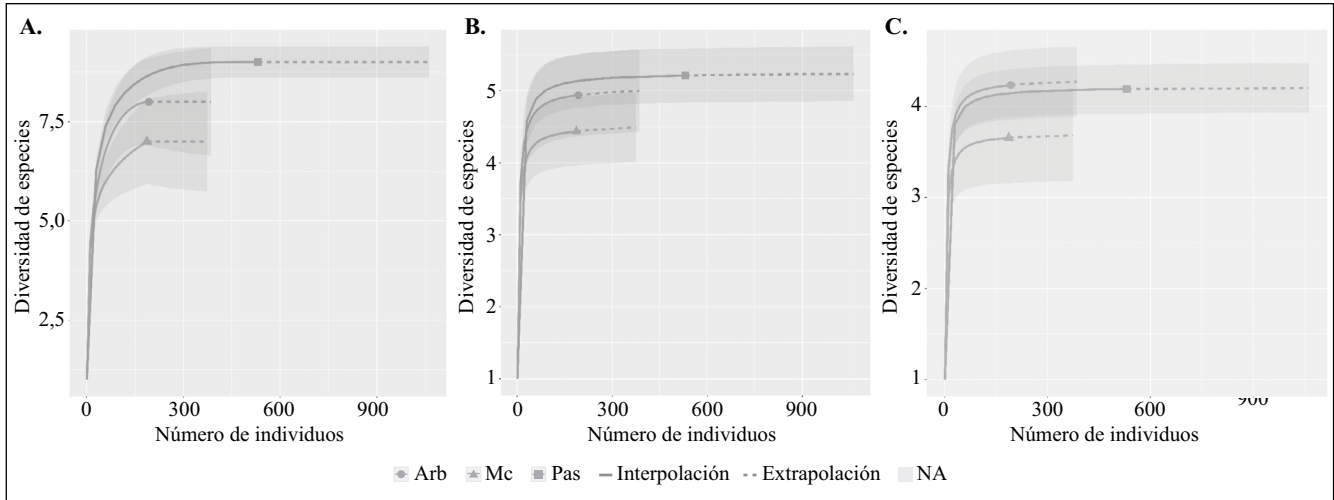 A.
Diversidad de especies
7,5
5,0
2,5
0 300 600 900
Número de individuos
B.
Diversidad de especies
5
4
3
2
1
0 300 600 900
Número de individuos
C.
Diversidad de especies
4
3
2
1
0 300 600 900
Número de individuos
Arb Mc Pas Interpolación Extrapolación NA